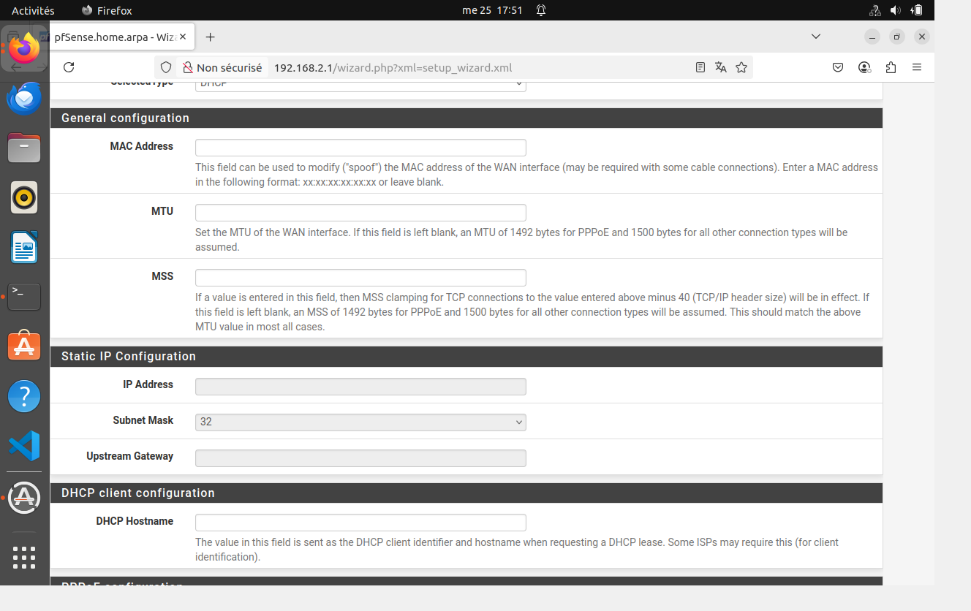 Activités
Firefox
me 25 17:51
pfSense.home.arpa - Wiz
Non sécurisé
192.168.2.1/wizard.php?xml=setup_wizard.xml
SelectedType
DHCP
General configuration
MAC Address
This field can be used to modify ("spoof") the MAC address of the WAN interface (may be required with some cable connections). Enter a MAC address
in the following format: xx:xx:xx:xx:xx:xx or leave blank.
MTU
Set the MTU of the WAN interface. If this field is left blank, an MTU of 1492 bytes for PPPoE and 1500 bytes for all other connection types will be
assumed.
MSS
If a value is entered in this field, then MSS clamping for TCP connections to the value entered above minus 40 (TCP/IP header size) will be in effect. If
this field is left blank, an MSS of 1492 bytes for PPPoE and 1500 bytes for all other connection types will be assumed. This should match the above
MTU value in most all cases.
Static IP Configuration
IP Address
Subnet Mask
32
Upstream Gateway
DHCP client configuration
DHCP Hostname
The value in this field is sent as the DHCP client identifier and hostname when requesting a DHCP lease. Some ISPs may require this (for client
identification).
PPPoE configuration